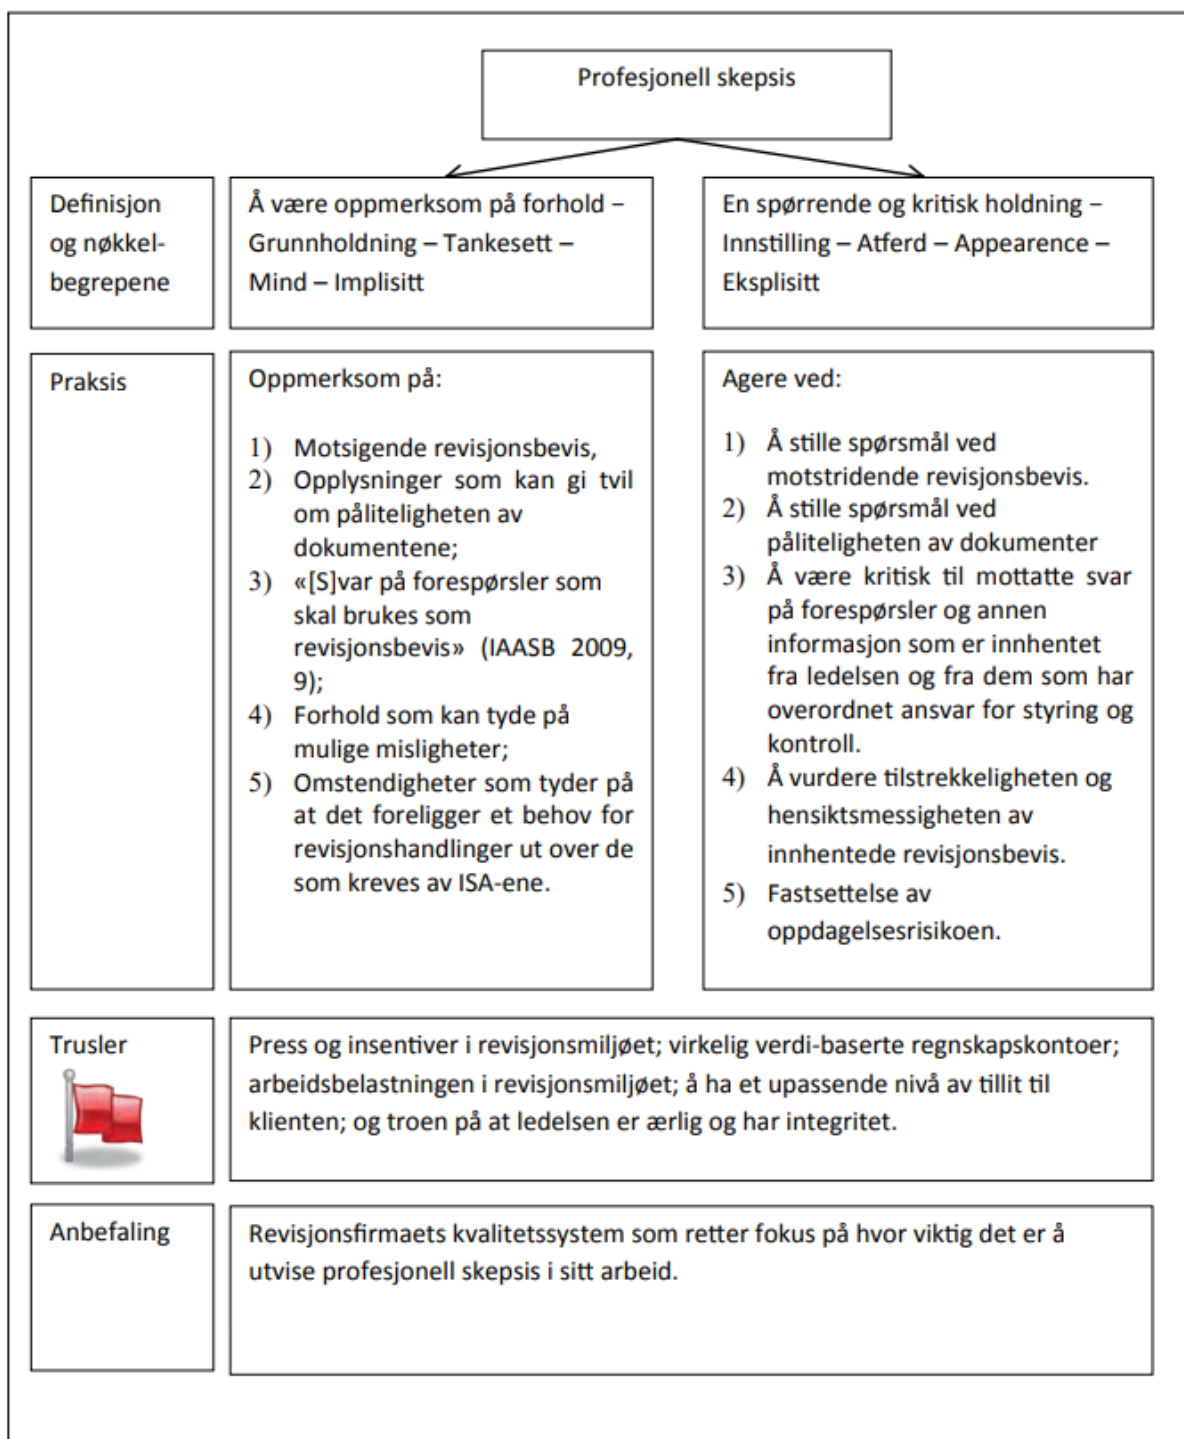 Profesjonell skepsis
Definisjon
og nøkkel-
begrepene
Å være oppmerksom på forhold –
Grunnholdning – Tankesett –
Mind – Implisitt
En spørrende og kritisk holdning –
Innstilling – Atferd – Appearence –
Eksplisitt
Praksis
Oppmerksom på:
1) Motsigende revisjonsbevis,
2) Opplysninger som kan gi tvil
om påliteligheten av
dokumentene;
3) «[S]var på forespørsler som
skal brukes som
revisjonsbevis» (IAASB 2009,
9);
4) Forhold som kan tyde på
mulige misligheter;
5) Omstendigheter som tyder på
at det foreligger et behov for
revisjonshandlinger ut over de
som kreves av ISA-ene.
Agere ved:
1) Å stille spørsmål ved
motstridende revisjonsbevis.
2) Å stille spørsmål ved
påliteligheten av dokumenter
3) Å være kritisk til mottatte svar
på forespørsler og annen
informasjon som er innhentet
fra ledelsen og fra dem som har
overordnet ansvar for styring og
kontroll.
4) Å vurdere tilstrekkeligheten og
hensiktsmessigheten av
innhentede revisjonsbevis.
5) Fastsettelse av
oppdagelsesrisikoen.
Trusler
Press og insentiver i revisjonsmiljøet; virkelig verdi-baserte regnskapskontoer;
arbeidsbelastningen i revisjonsmiljøet; å ha et upassende nivå av tillit til
klienten; og troen på at ledelsen er ærlig og har integritet.
Anbefaling
Revisjonsfirmaets kvalitetssystem som retter fokus på hvor viktig det er å
utvise profesjonell skepsis i sitt arbeid.